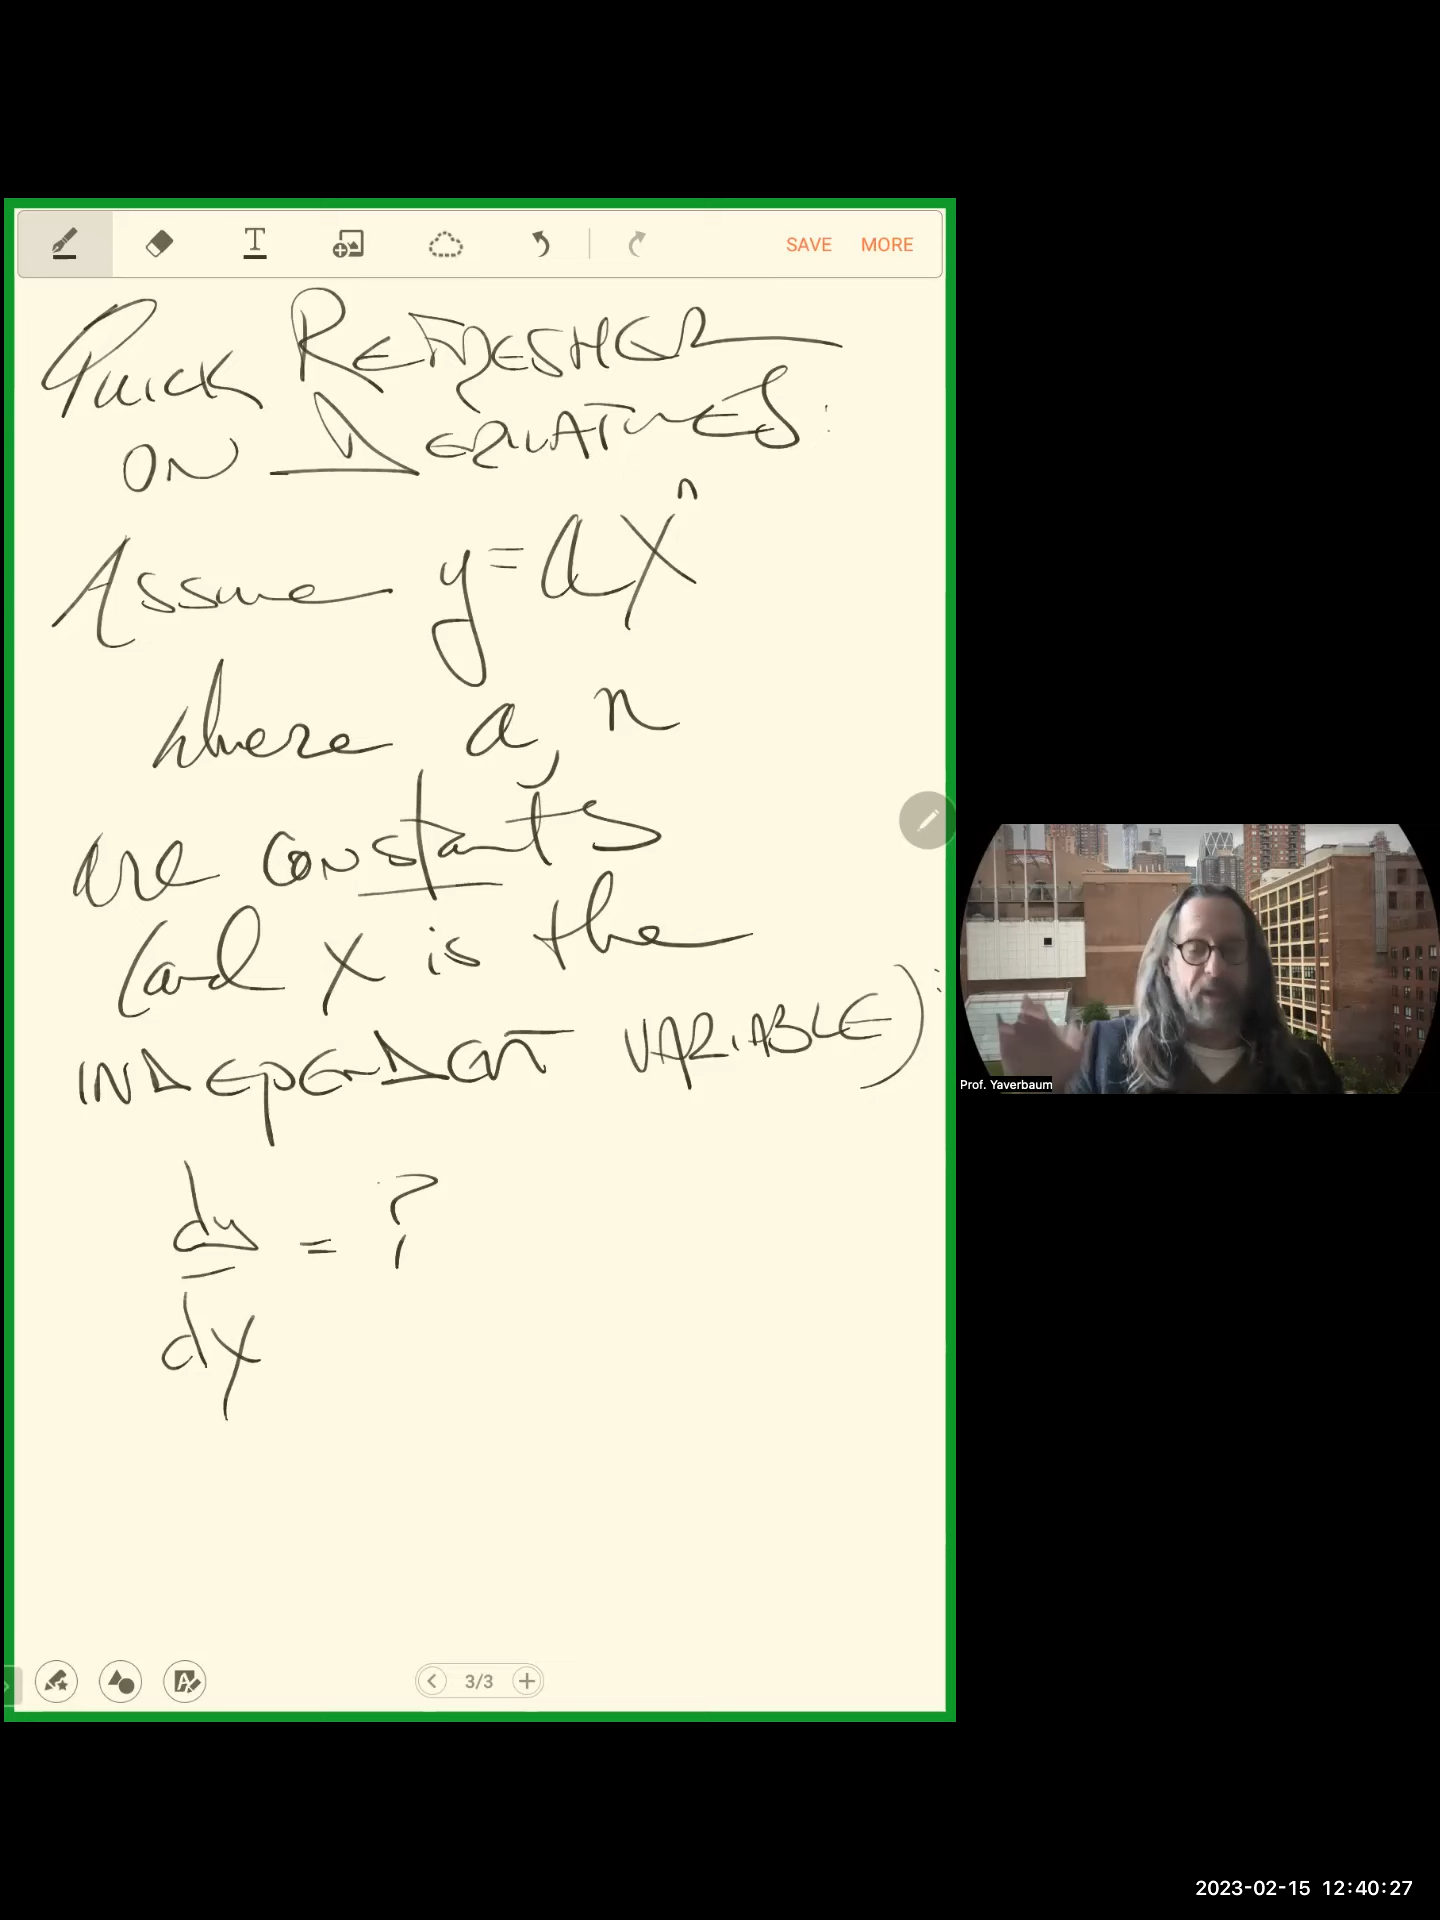 SAVE MORE
QUICK REFRESHER
ON DERIVATIVES:
Assume y = ax^n
where a, n
are constants
(and x is the
INDEPENDENT VARIABLE):
dy
= ?
dx
Prof. Yaverbaum
3/3
2023-02-15 12:40:27